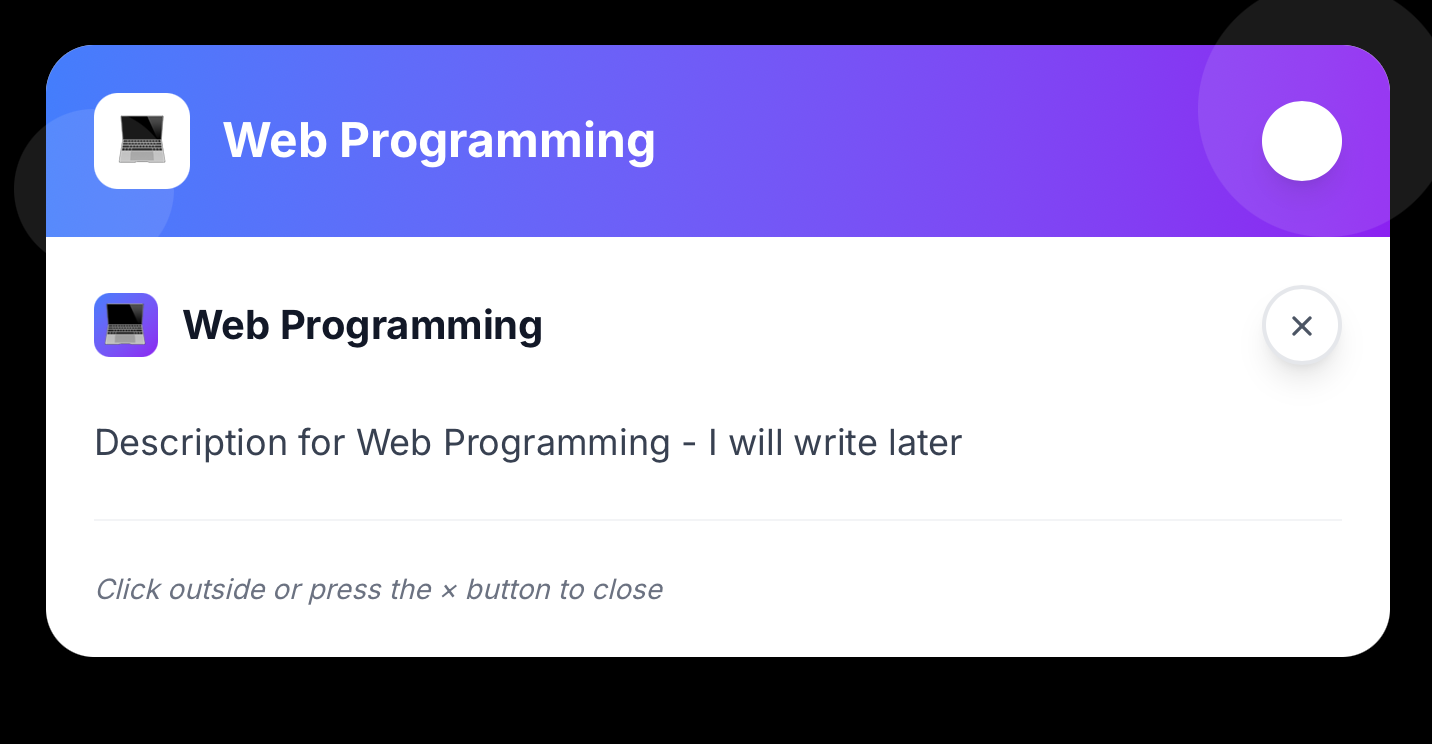 Web Programming
Web Programming
Description for Web Programming - I will write later
Click outside or press the × button to close